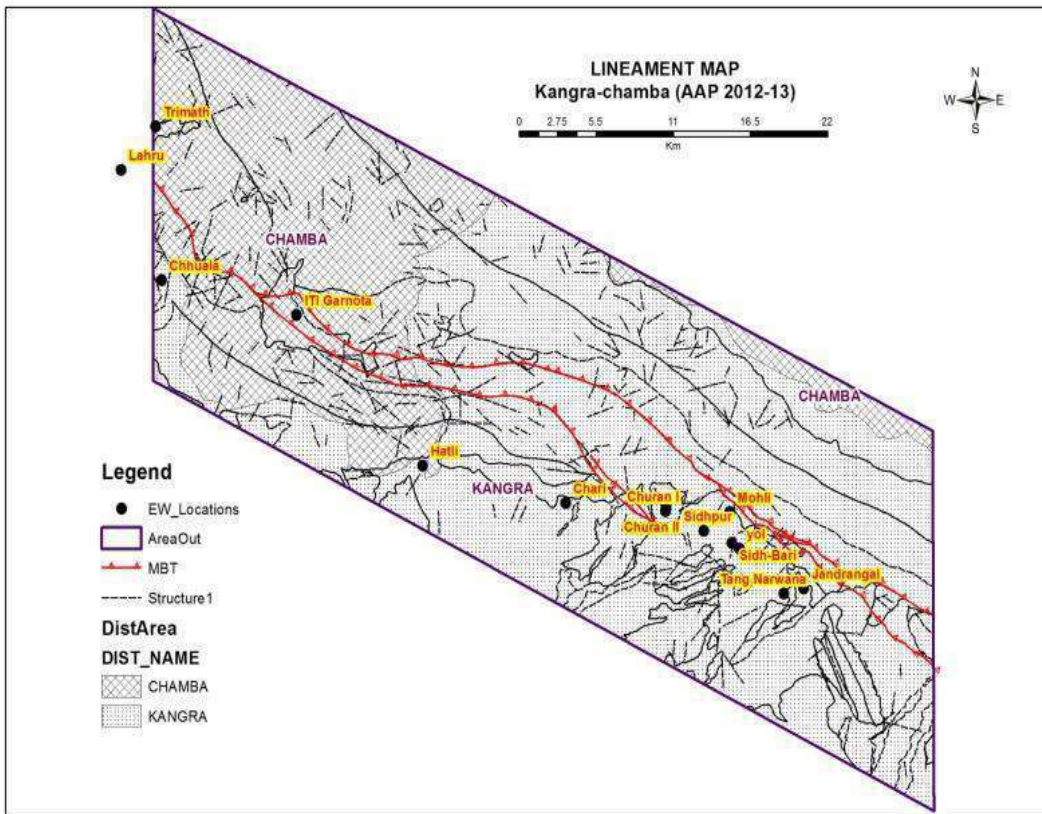 LINEAMENT MAP
Kangra-chamba (AAP 2012-13)
0 2.75 5.5 11 16.5 22
Km
N
W E
S
Trimath
Lahru
CHAMBA
Chhuala
ITI Garnota
CHAMBA
Hatli
KANGRA
Chari
Churan I
Churan II
Sidhpur
Mohli
yol
Sidh-Bari
Tang Narwana
Jandrangal
Legend
EW_Locations
AreaOut
MBT
Structure1
DistArea
DIST_NAME
CHAMBA
KANGRA